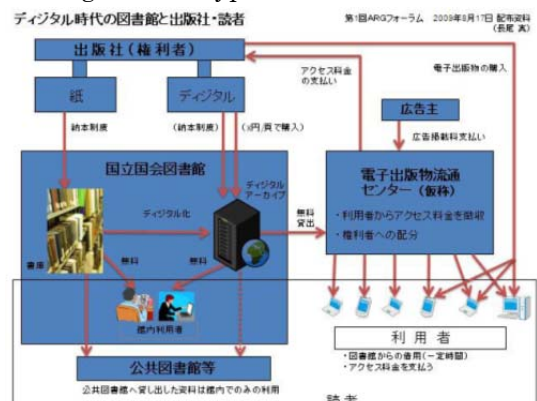 ディジタル時代の図書館と出版社・読者
第1回ARGフォーラム 2009年8月17日 配布資料
(長尾 真)
出版社(権利者)
アクセス料金
の支払い
電子出版物の購入
紙
ディジタル
広告主
納本制度
(納本制度)
(x円/頁で購入)
広告掲載料支払い
国立国会図書館
ディジタル
アーカイブ
電子出版物流通
センター(仮称)
・利用者からアクセス料金を徴収
・権利者への配分
ディジタル化
無料
貸出
書庫
無料
無料
館内利用者
利用者
・図書館からの借用(一定時間)
・アクセス料金を支払う
公共図書館等
公共図書館へ貸し出した資料は館内でのみの利用